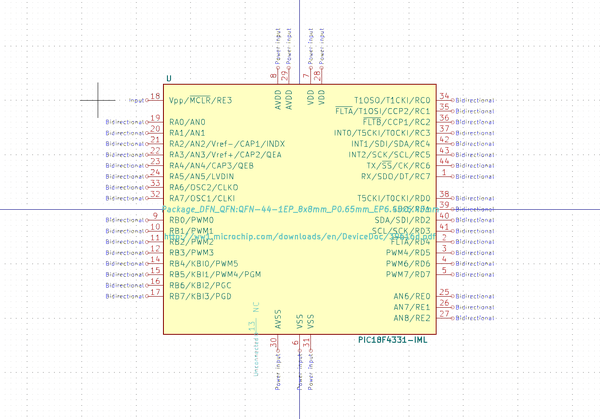 Power input
Power input
Power input
Power input
8
29
7
28
U
AVDD
AVDD
VDD
VDD
Input 18 Vpp/MCLR/RE3
T1OSO/T1CKI/RC0 34 Bidirectional
FLTA/T1OSI/CCP2/RC1 35 Bidirectional
Bidirectional 19 RA0/AN0
FLTB/CCP1/RC2 36 Bidirectional
Bidirectional 20 RA1/AN1
INT0/T5CKI/T0CKI/RC3 37 Bidirectional
Bidirectional 21 RA2/AN2/Vref-/CAP1/INDX
INT1/SDI/SDA/RC4 42 Bidirectional
Bidirectional 22 RA3/AN3/Vref+/CAP2/QEA
INT2/SCK/SCL/RC5 43 Bidirectional
Bidirectional 23 RA4/AN4/CAP3/QEB
TX/SS/CK/RC6 44 Bidirectional
Bidirectional 24 RA5/AN5/LVDIN
RX/SDO/DT/RC7 1 Bidirectional
Bidirectional 33 RA6/OSC2/CLKO
Bidirectional 32 RA7/OSC1/CLKI
T5CKI/T0CKI/RD0 38 Bidirectional
Package_DFN_QFN:QFN-44-1EP_8x8mm_P0.65mm
39 Bidirectional
Bidirectional 9 RB0/PWM0
SDA/SDI/RD2 40 Bidirectional
Bidirectional 10 RB1/PWM1
SCL/SCK/RD3 41 Bidirectional
http://ww1.microchip.com/downloads/en/DeviceDoc/
Bidirectional 11 RB2/PWM2
FLTA/RD4 2 Bidirectional
Bidirectional 12 RB3/PWM3
PWM4/RD5 3 Bidirectional
Bidirectional 14 RB4/KBI0/PWM5
PWM6/RD6 4 Bidirectional
Bidirectional 15 RB5/KBI1/PWM4/PGM
PWM7/RD7 5 Bidirectional
Bidirectional 16 RB6/KBI2/PGC
Bidirectional 17 RB7/KBI3/PGD
AN6/RE0 25 Bidirectional
AN7/RE1 26 Bidirectional
AN8/RE2 27 Bidirectional
NC
13
Unconnected
AVSS
VSS
VSS
30
6
31
Power input
Power input
Power input
PIC18F4331-IML